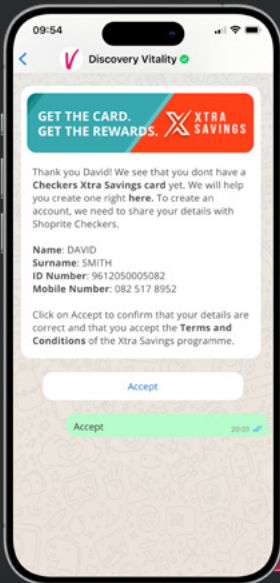 09:54
Discovery Vitality
GET THE CARD.
GET THE REWARDS.
XTRA
SAVINGS
Thank you David! We see that you dont have a
Checkers Xtra Savings card yet. We will help
you create one right here. To create an
account, we need to share your details with
Shoprite Checkers.
Name: DAVID
Surname: SMITH
ID Number: 9612050005082
Mobile Number: 082 517 8952
Click on Accept to confirm that your details are
correct and that you accept the Terms and
Conditions of the Xtra Savings programme.
Accept
Accept
20:01